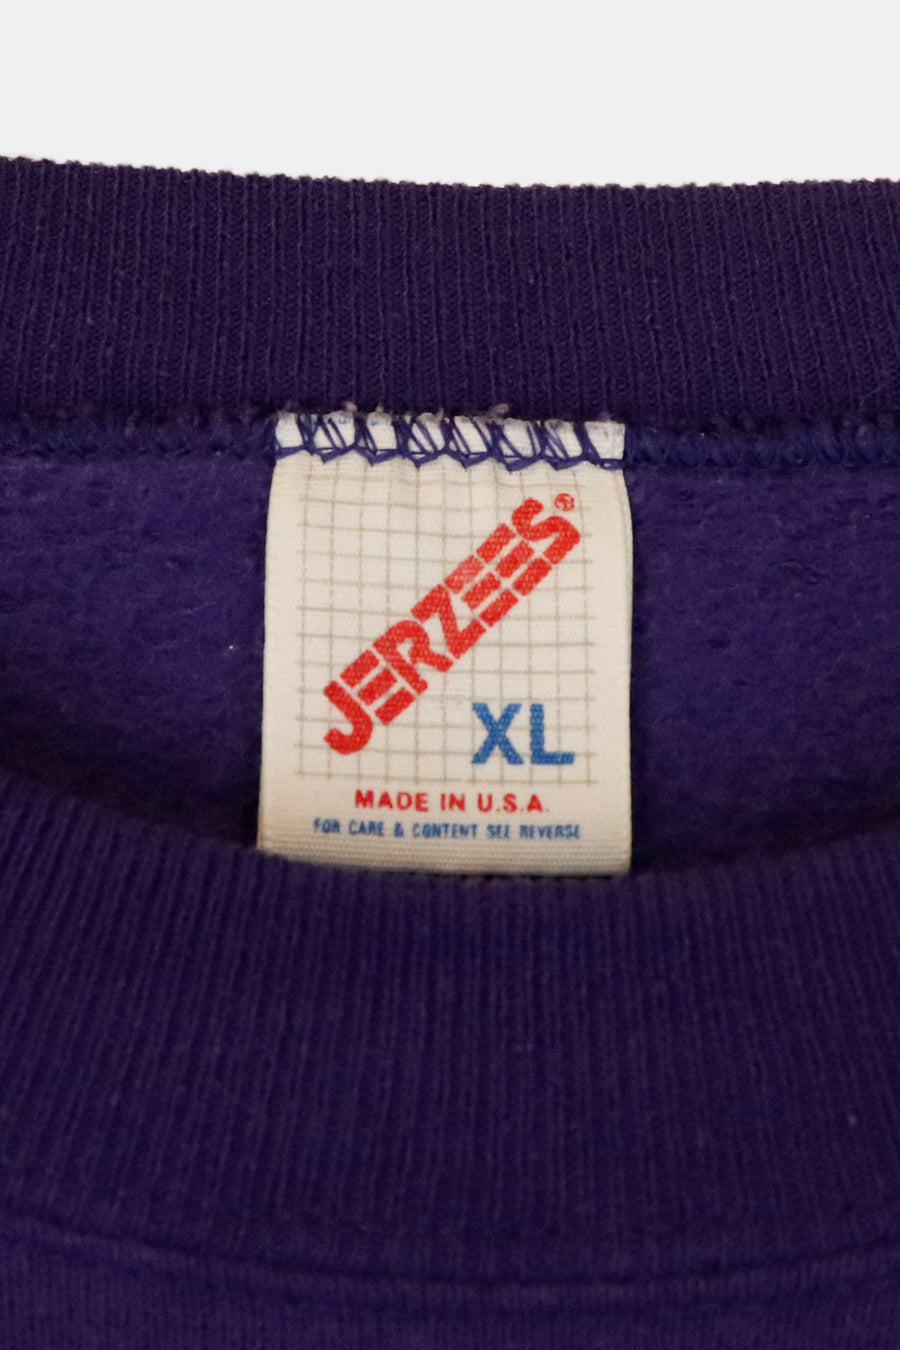 JERZEES®
XL
MADE IN U.S.A.
FOR CARE & CONTENT SEE REVERSE